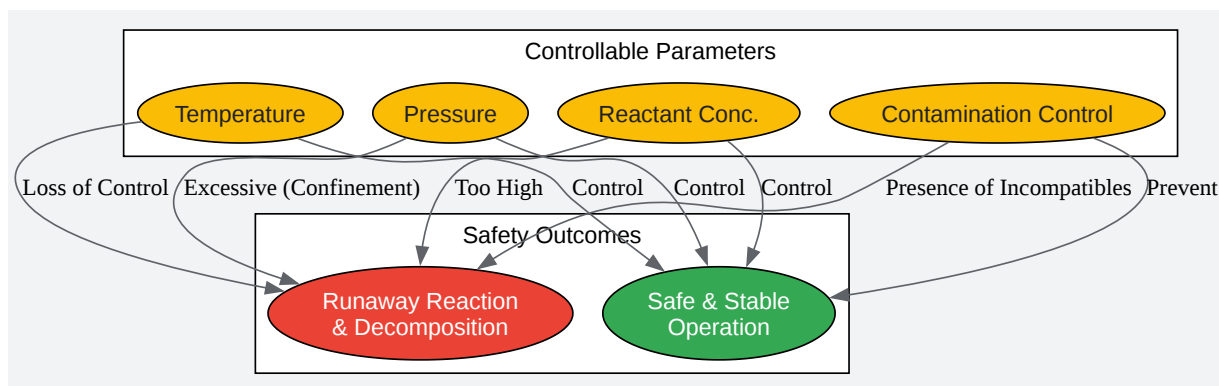 Controllable Parameters
Temperature
Pressure
Reactant Conc.
Contamination Control
Loss of Control
Excessive (Confinement)
Too High
Control
Control
Control
Presence of Incompatibles
Prevent
Safety Outcomes
Runaway Reaction
& Decomposition
Safe & Stable
Operation